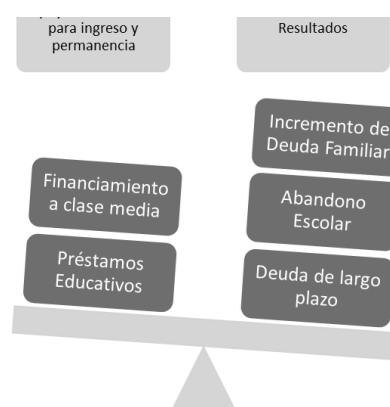 para ingreso y
permanencia
Resultados
Financiamiento
a clase media
Préstamos
Educativos
Incremento de
Deuda Familiar
Abandono
Escolar
Deuda de largo
plazo